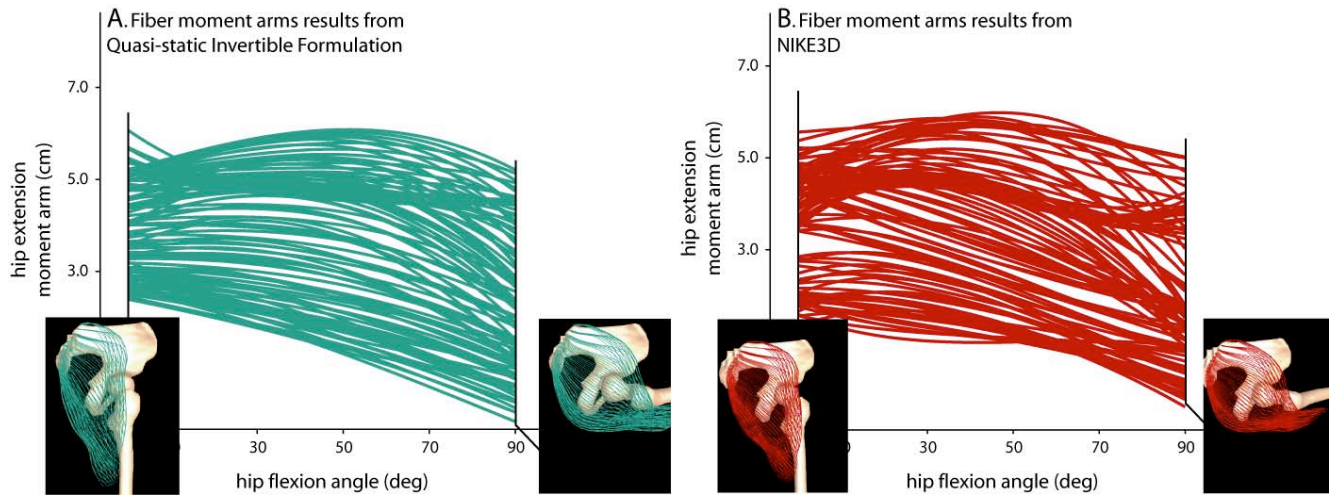 A. Fiber moment arms results from
Quasi-static Invertible Formulation
7.0
5.0
3.0
hip extension
moment arm (cm)
30
50
70
90
hip flexion angle (deg)
B. Fiber moment arms results from
NIKE3D
7.0
5.0
3.0
hip extension
moment arm (cm)
30
50
70
90
hip flexion angle (deg)